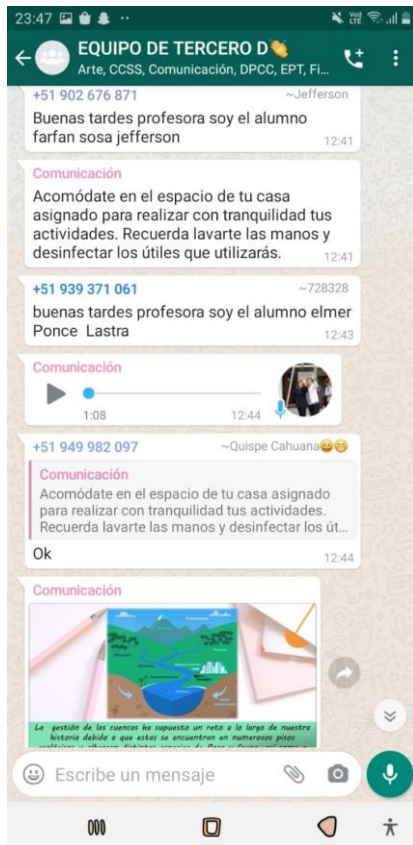 23:47
EQUIPO DE TERCERO D
Arte, CCSS, Comunicación, DPCC, EPT, Fi...
+51 902 676 871 ~Jefferson
Buenas tardes profesora soy el alumno
farfan sosa jefferson
12:41
Comunicación
Acomódate en el espacio de tu casa
asignado para realizar con tranquilidad tus
actividades. Recuerda lavarte las manos y
desinfectar los útiles que utilizarás.
12:41
+51 939 371 061 ~728328
buenas tardes profesora soy el alumno elmer
Ponce Lastra
12:43
Comunicación
1:08 12:44
+51 949 982 097 ~Quispe Cahuana😄😁
Comunicación
Acomódate en el espacio de tu casa asignado
para realizar con tranquilidad tus actividades.
Recuerda lavarte las manos y desinfectar los út...
Ok
12:44
Comunicación
La gestión de las cuencas ha supuesto un reto a lo largo de nuestra
historia debido a que estas se encuentran en numerosos pisos
Escribe un mensaje